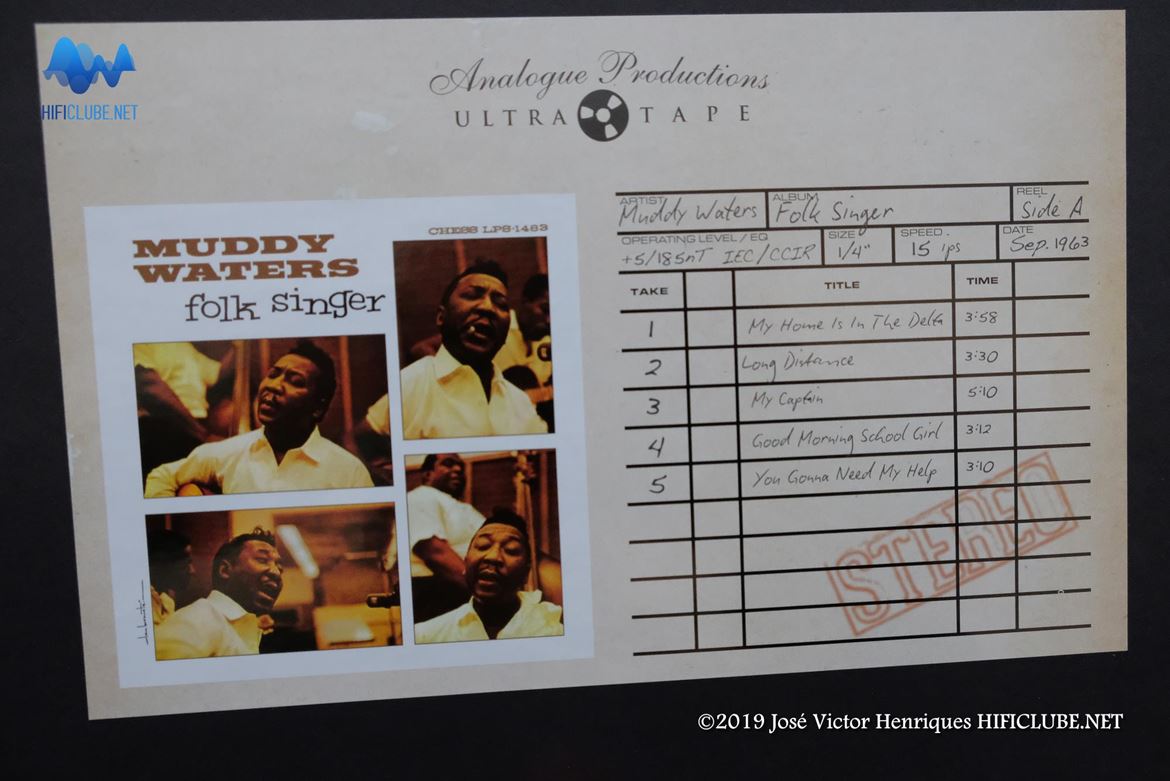 HIFICLUBE.NET
Analogue Productions
ULTRA TAPE
CHESS LPS-1483
MUDDY
WATERS
folk singer
ARTIST ALBUM REEL
Muddy Waters Folk Singer Side A
OPERATING LEVEL / EQ SIZE SPEED. DATE
+5/185nT IEC/CCIR 1/4" 15 ips Sep. 1963
TAKE TITLE TIME
1 My Home Is In The Delta 3:58
2 Long Distance 3:30
3 My Captin 5:10
4 Good Morning School Girl 3:12
5 You Gonna Need My Help 3:10
STEREO
©2019 José Victor Henriques HIFICLUBE.NET